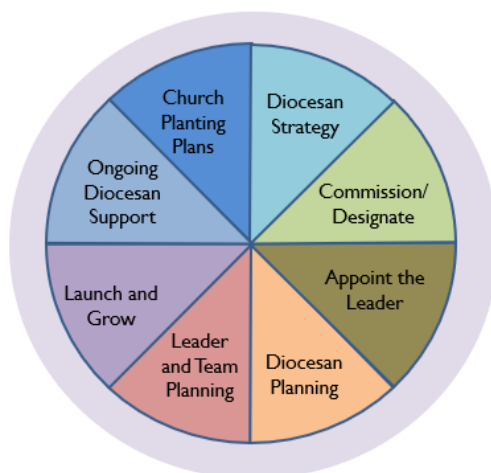 Church
Planting
Plans
Diocesan
Strategy
Commission/
Designate
Appoint the
Leader
Diocesan
Planning
Leader
and Team
Planning
Launch and
Grow
Ongoing
Diocesan
Support